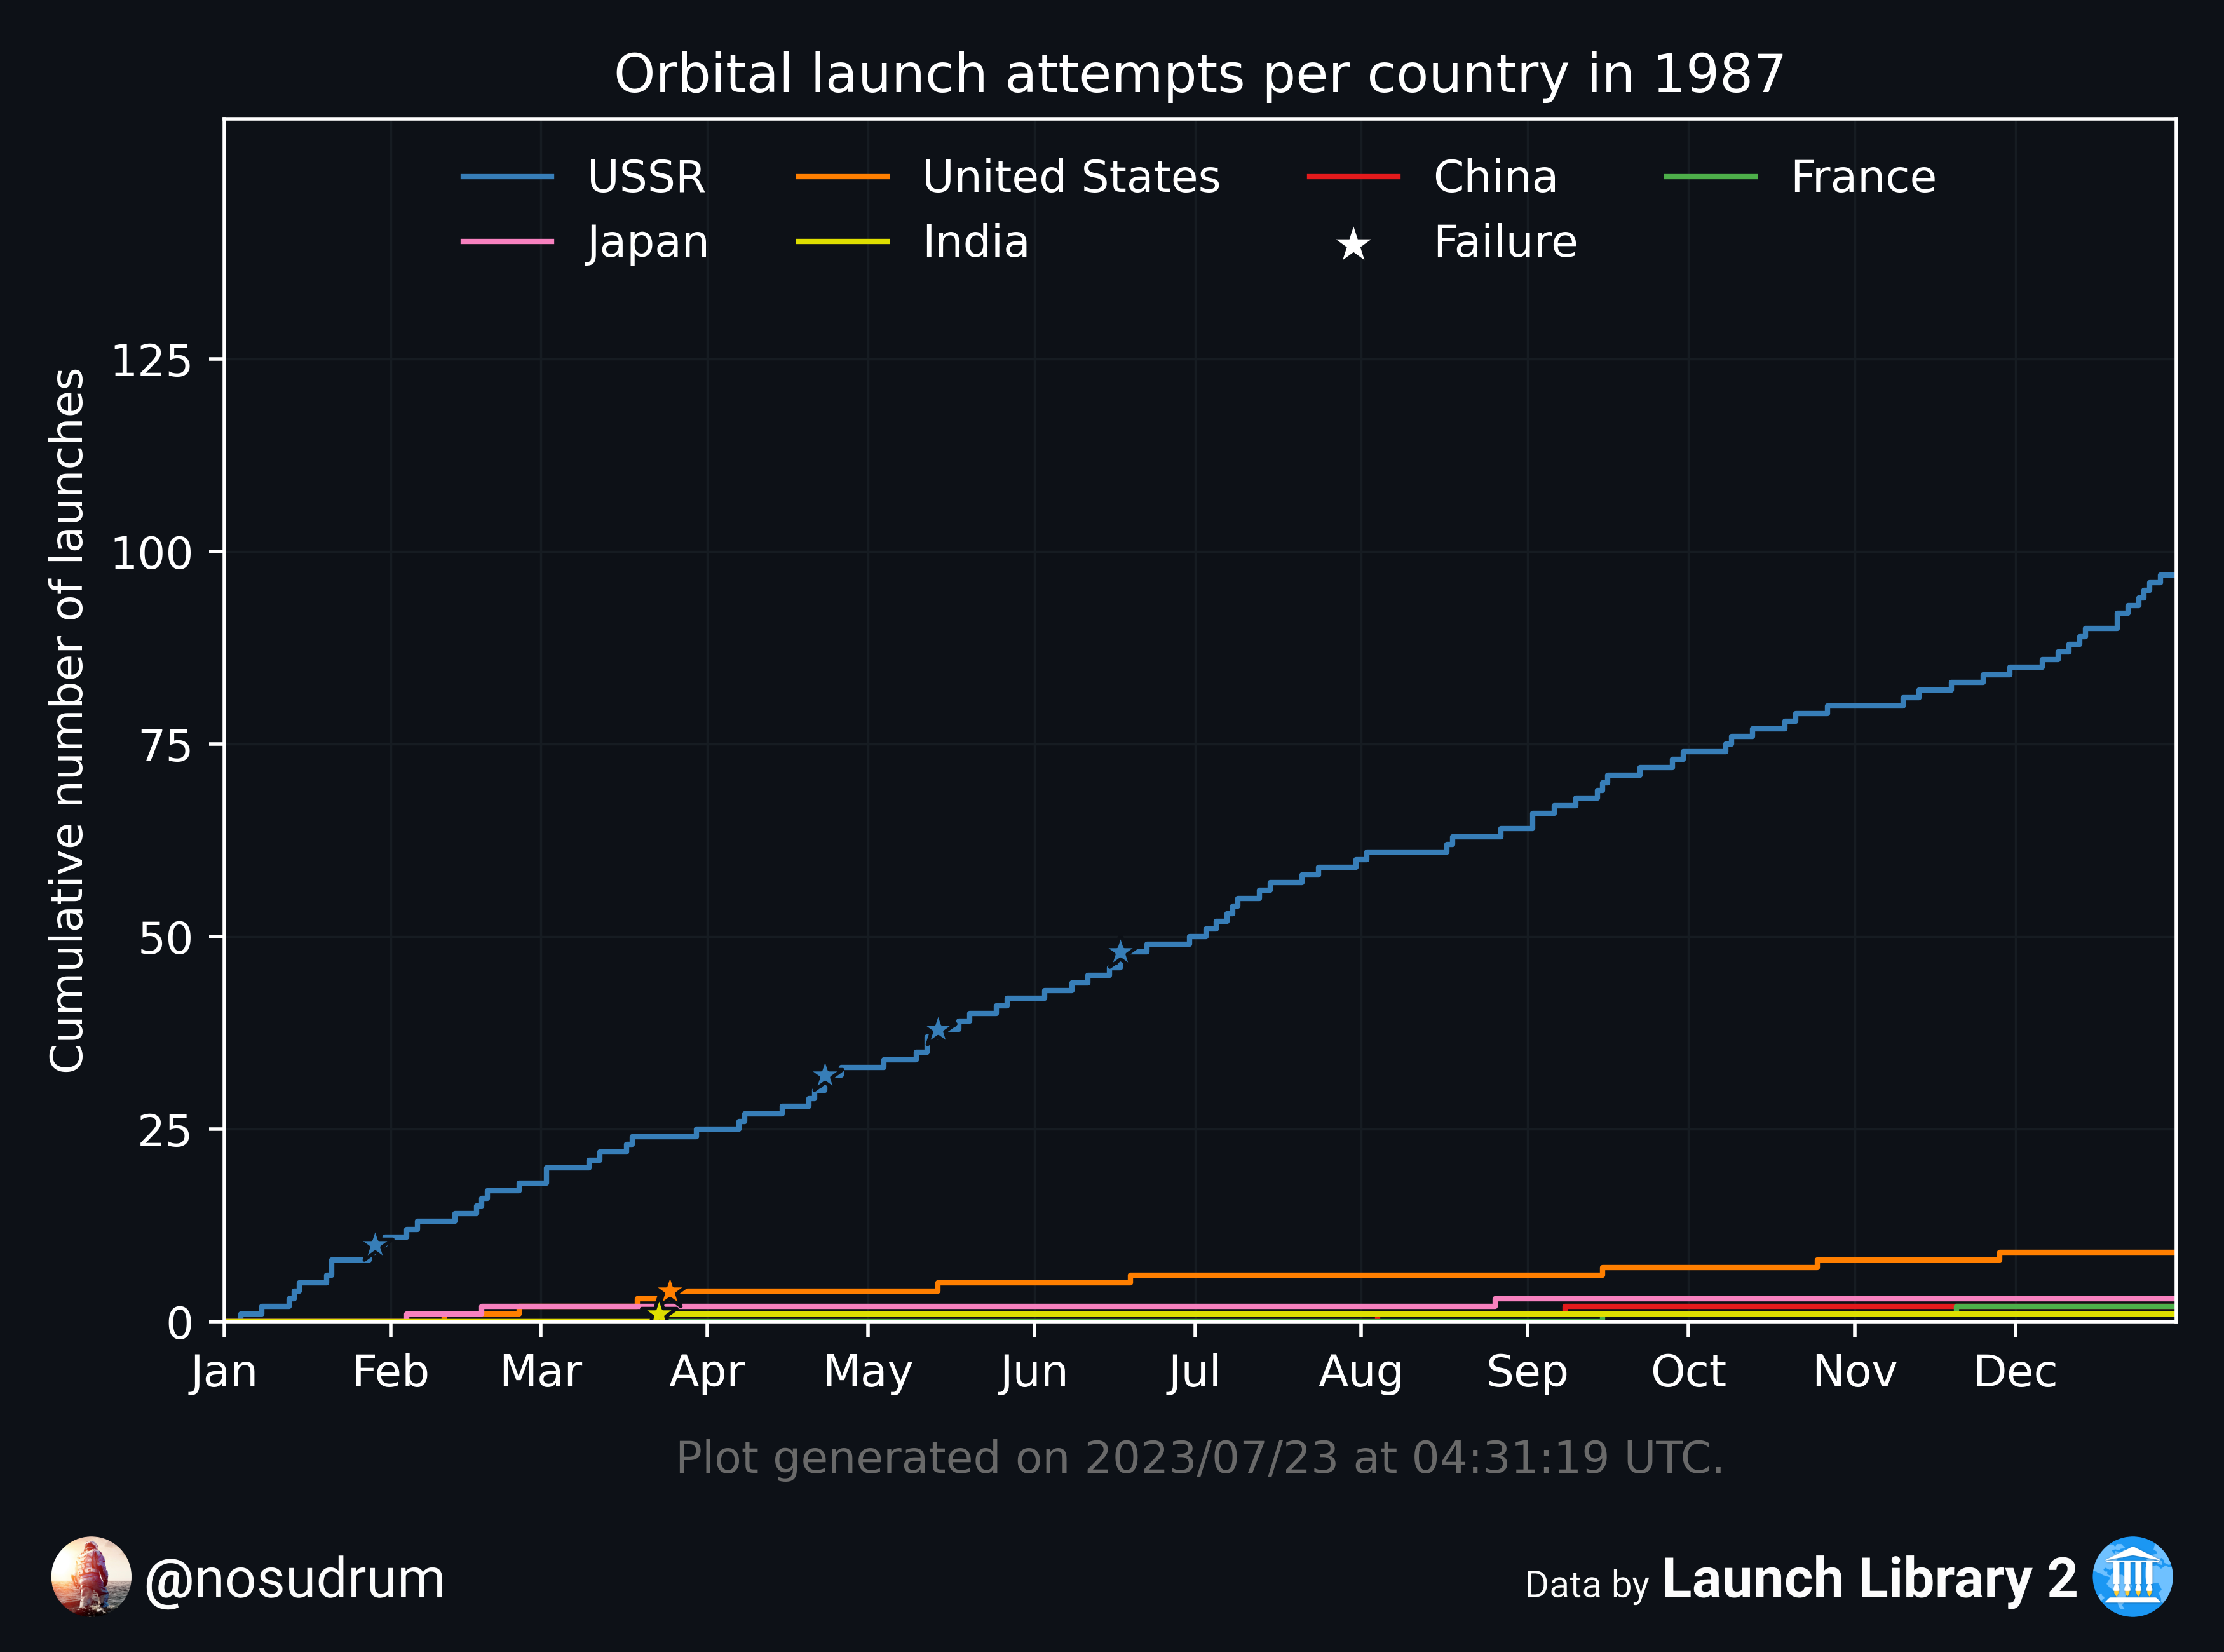 Orbital launch attempts per country in 1987
USSR United States China France
Japan India Failure
Cumulative number of launches
125
100
75
50
25
0
Jan Feb Mar Apr May Jun Jul Aug Sep Oct Nov Dec
Plot generated on 2023/07/23 at 04:31:19 UTC.
@nosudrum
Data by Launch Library 2